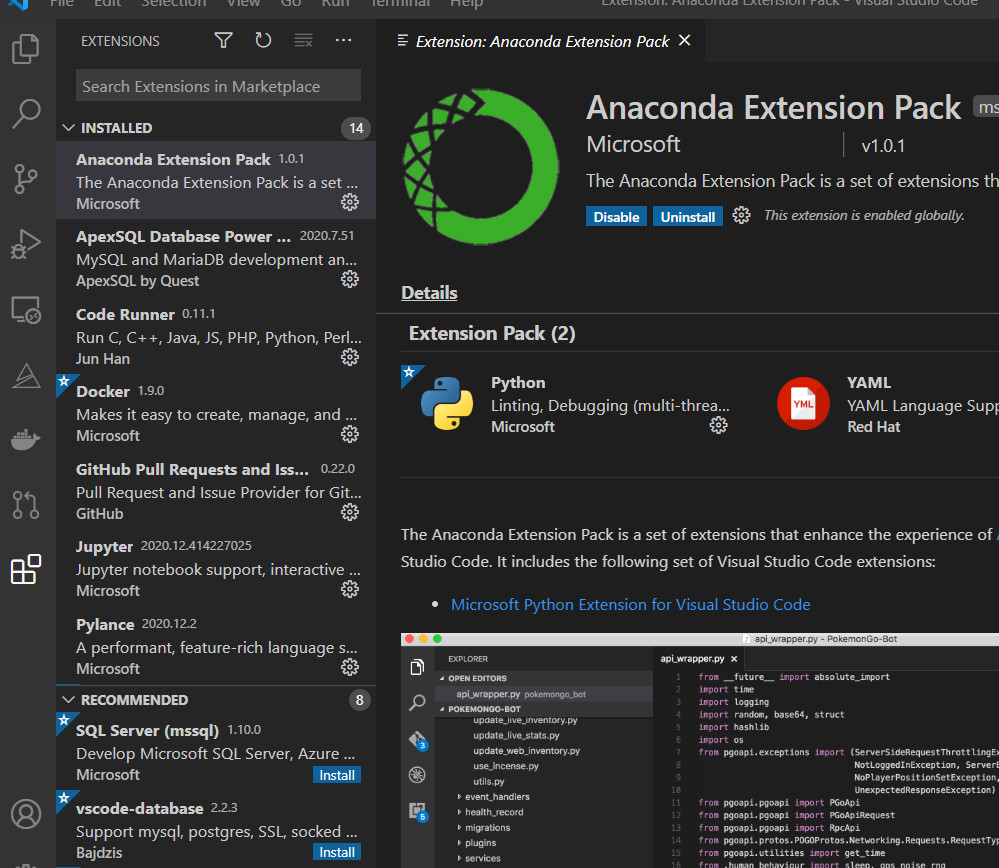 File Edit Selection View Go Run Terminal Help Extension: Anaconda Extension Pack - Visual Studio Code
EXTENSIONS
Search Extensions in Marketplace
INSTALLED 14
Anaconda Extension Pack 1.0.1
The Anaconda Extension Pack is a set ...
Microsoft
ApexSQL Database Power ... 2020.7.51
MySQL and MariaDB development an...
ApexSQL by Quest
Code Runner 0.11.1
Run C, C++, Java, JS, PHP, Python, Perl...
Jun Han
Docker 1.9.0
Makes it easy to create, manage, and ...
Microsoft
GitHub Pull Requests and Iss... 0.22.0
Pull Request and Issue Provider for Git...
GitHub
Jupyter 2020.12.414227025
Jupyter notebook support, interactive ...
Microsoft
Pylance 2020.12.2
A performant, feature-rich language s...
Microsoft
RECOMMENDED 8
SQL Server (mssql) 1.10.0
Develop Microsoft SQL Server, Azure ...
Microsoft Install
vscode-database 2.2.3
Support mysql, postgres, SSL, socked ...
Bajdzis Install
Extension: Anaconda Extension Pack
Anaconda Extension Pack ms
Microsoft v1.0.1
The Anaconda Extension Pack is a set of extensions th
Disable Uninstall This extension is enabled globally.
Details
Extension Pack (2)
Python
Linting, Debugging (multi-threa...
Microsoft
YML
YAML
YAML Language Supp
Red Hat
The Anaconda Extension Pack is a set of extensions that enhance the experience of
Studio Code. It includes the following set of Visual Studio Code extensions:
Microsoft Python Extension for Visual Studio Code
api_wrapper.py - PokemonGo-Bot
EXPLORER
OPEN EDITORS
api_wrapper.py pokemongo_bot
POKEMONGO-BOT
update_live_inventory.py
update_live_stats.py
update_web_inventory.py
use_incense.py
utils.py
event_handlers
health_record
migrations
plugins
services
3
5
api_wrapper.py
1 from __future__ import absolute_import
2 import time
3 import logging
4 import random, base64, struct
5 import hashlib
6 import os
7 from pgoapi.exceptions import (ServerSideRequestThrottlingE
8 NotLoggedInException, ServerB
9 NoPlayerPositionSetException,
10 UnexpectedResponseException)
11 from pgoapi.pgoapi import PGoApi
12 from pgoapi.pgoapi import PGoApiRequest
13 from pgoapi.pgoapi import RpcApi
14 from pgoapi.protos.POGOProtos.Networking.Requests.RequestTyp
15 from pgoapi.utilities import get_time
16 from .human_behaviour import sleep, gps_noise_rng